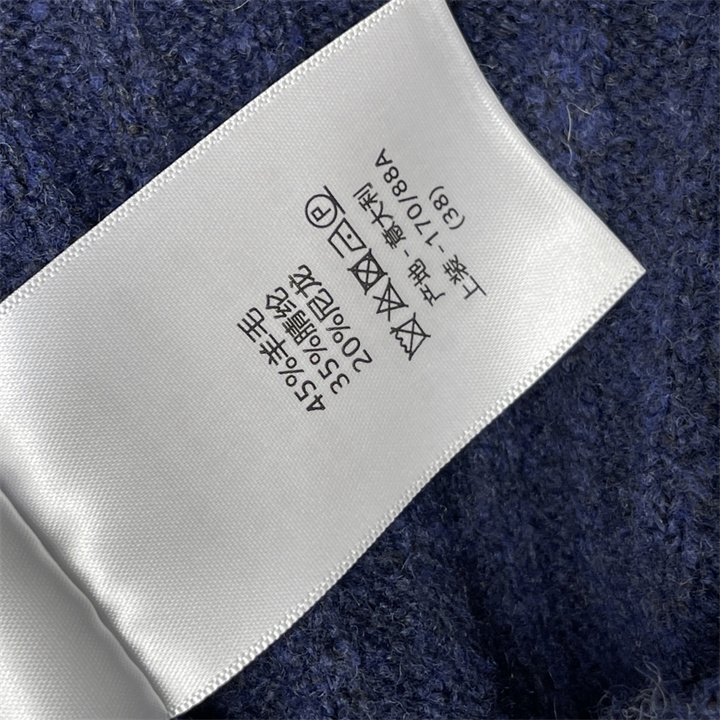 45%羊毛
35%腈纶
20%尼龙
P
产地 - 意大利
上装 -170/88A
(38)